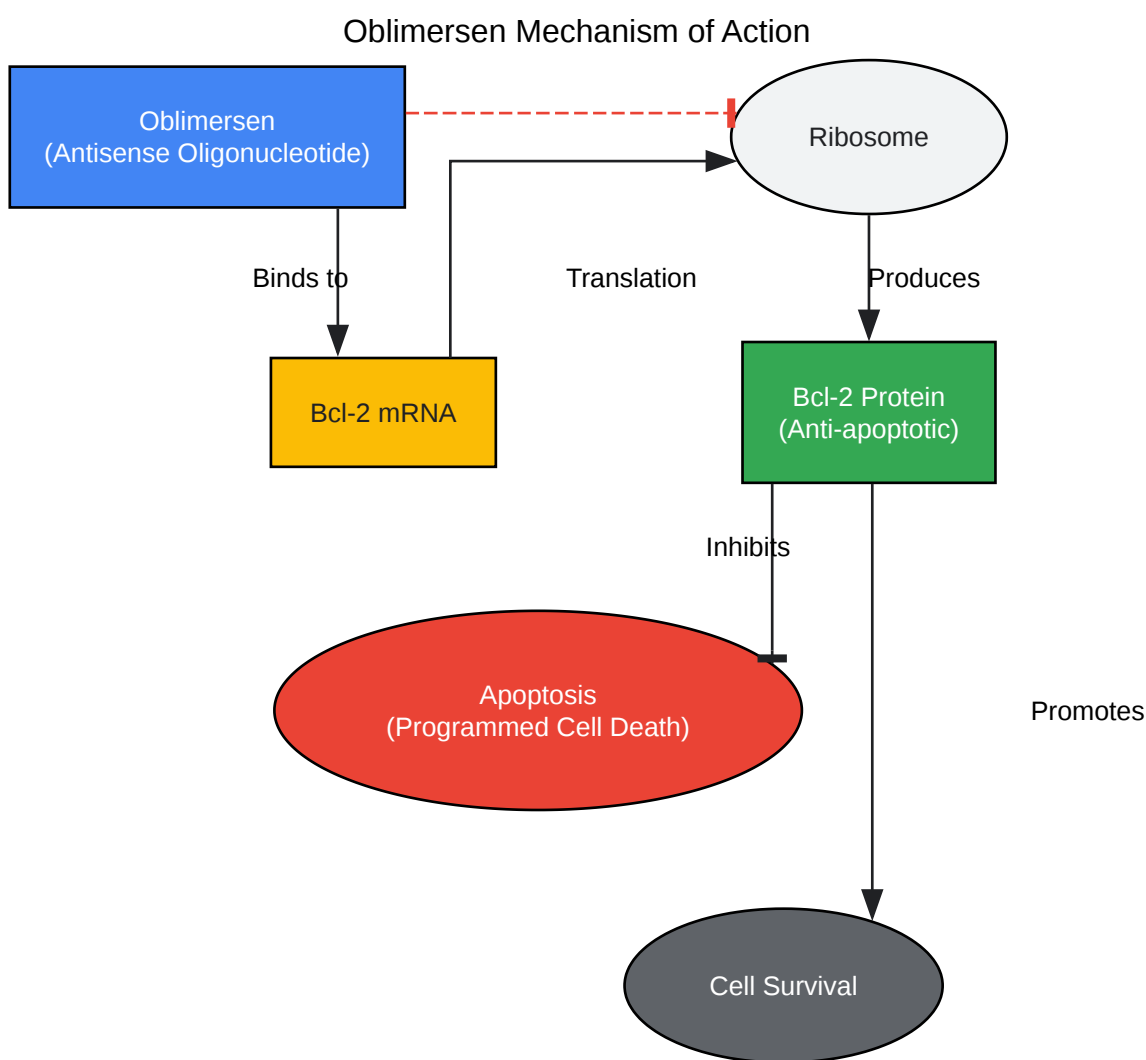 Oblimersen Mechanism of Action
Oblimersen
(Antisense Oligonucleotide)
Ribosome
Binds to
Translation
Produces
Bcl-2 mRNA
Bcl-2 Protein
(Anti-apoptotic)
Inhibits
Apoptosis
(Programmed Cell Death)
Promotes
Cell Survival